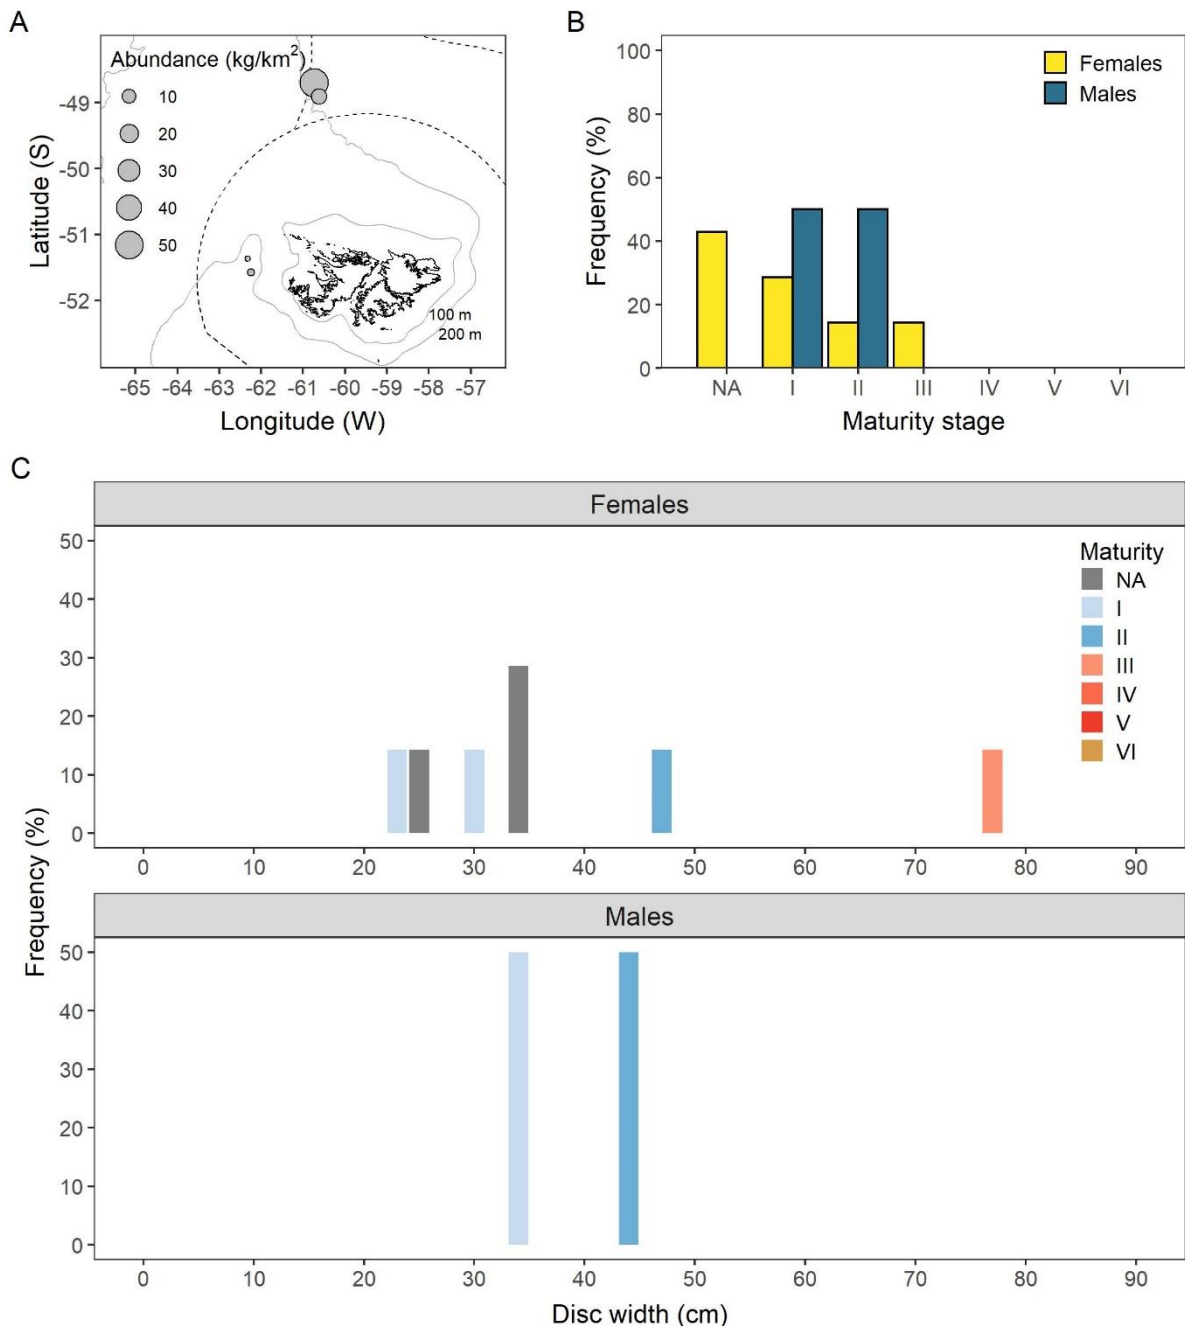 A
Abundance (kg/km²)
10
20
30
40
50
-49
-50
-51
-52
Latitude (S)
100 m
200 m
-65 -64 -63 -62 -61 -60 -59 -58 -57
Longitude (W)
B
100
80
60
40
20
0
Frequency (%)
Females
Males
NA I II III IV V VI
Maturity stage
C
Females
50
40
30
20
10
0
Maturity
NA
I
II
III
IV
V
VI
0 10 20 30 40 50 60 70 80 90
Frequency (%)
Males
50
40
30
20
10
0
0 10 20 30 40 50 60 70 80 90
Disc width (cm)